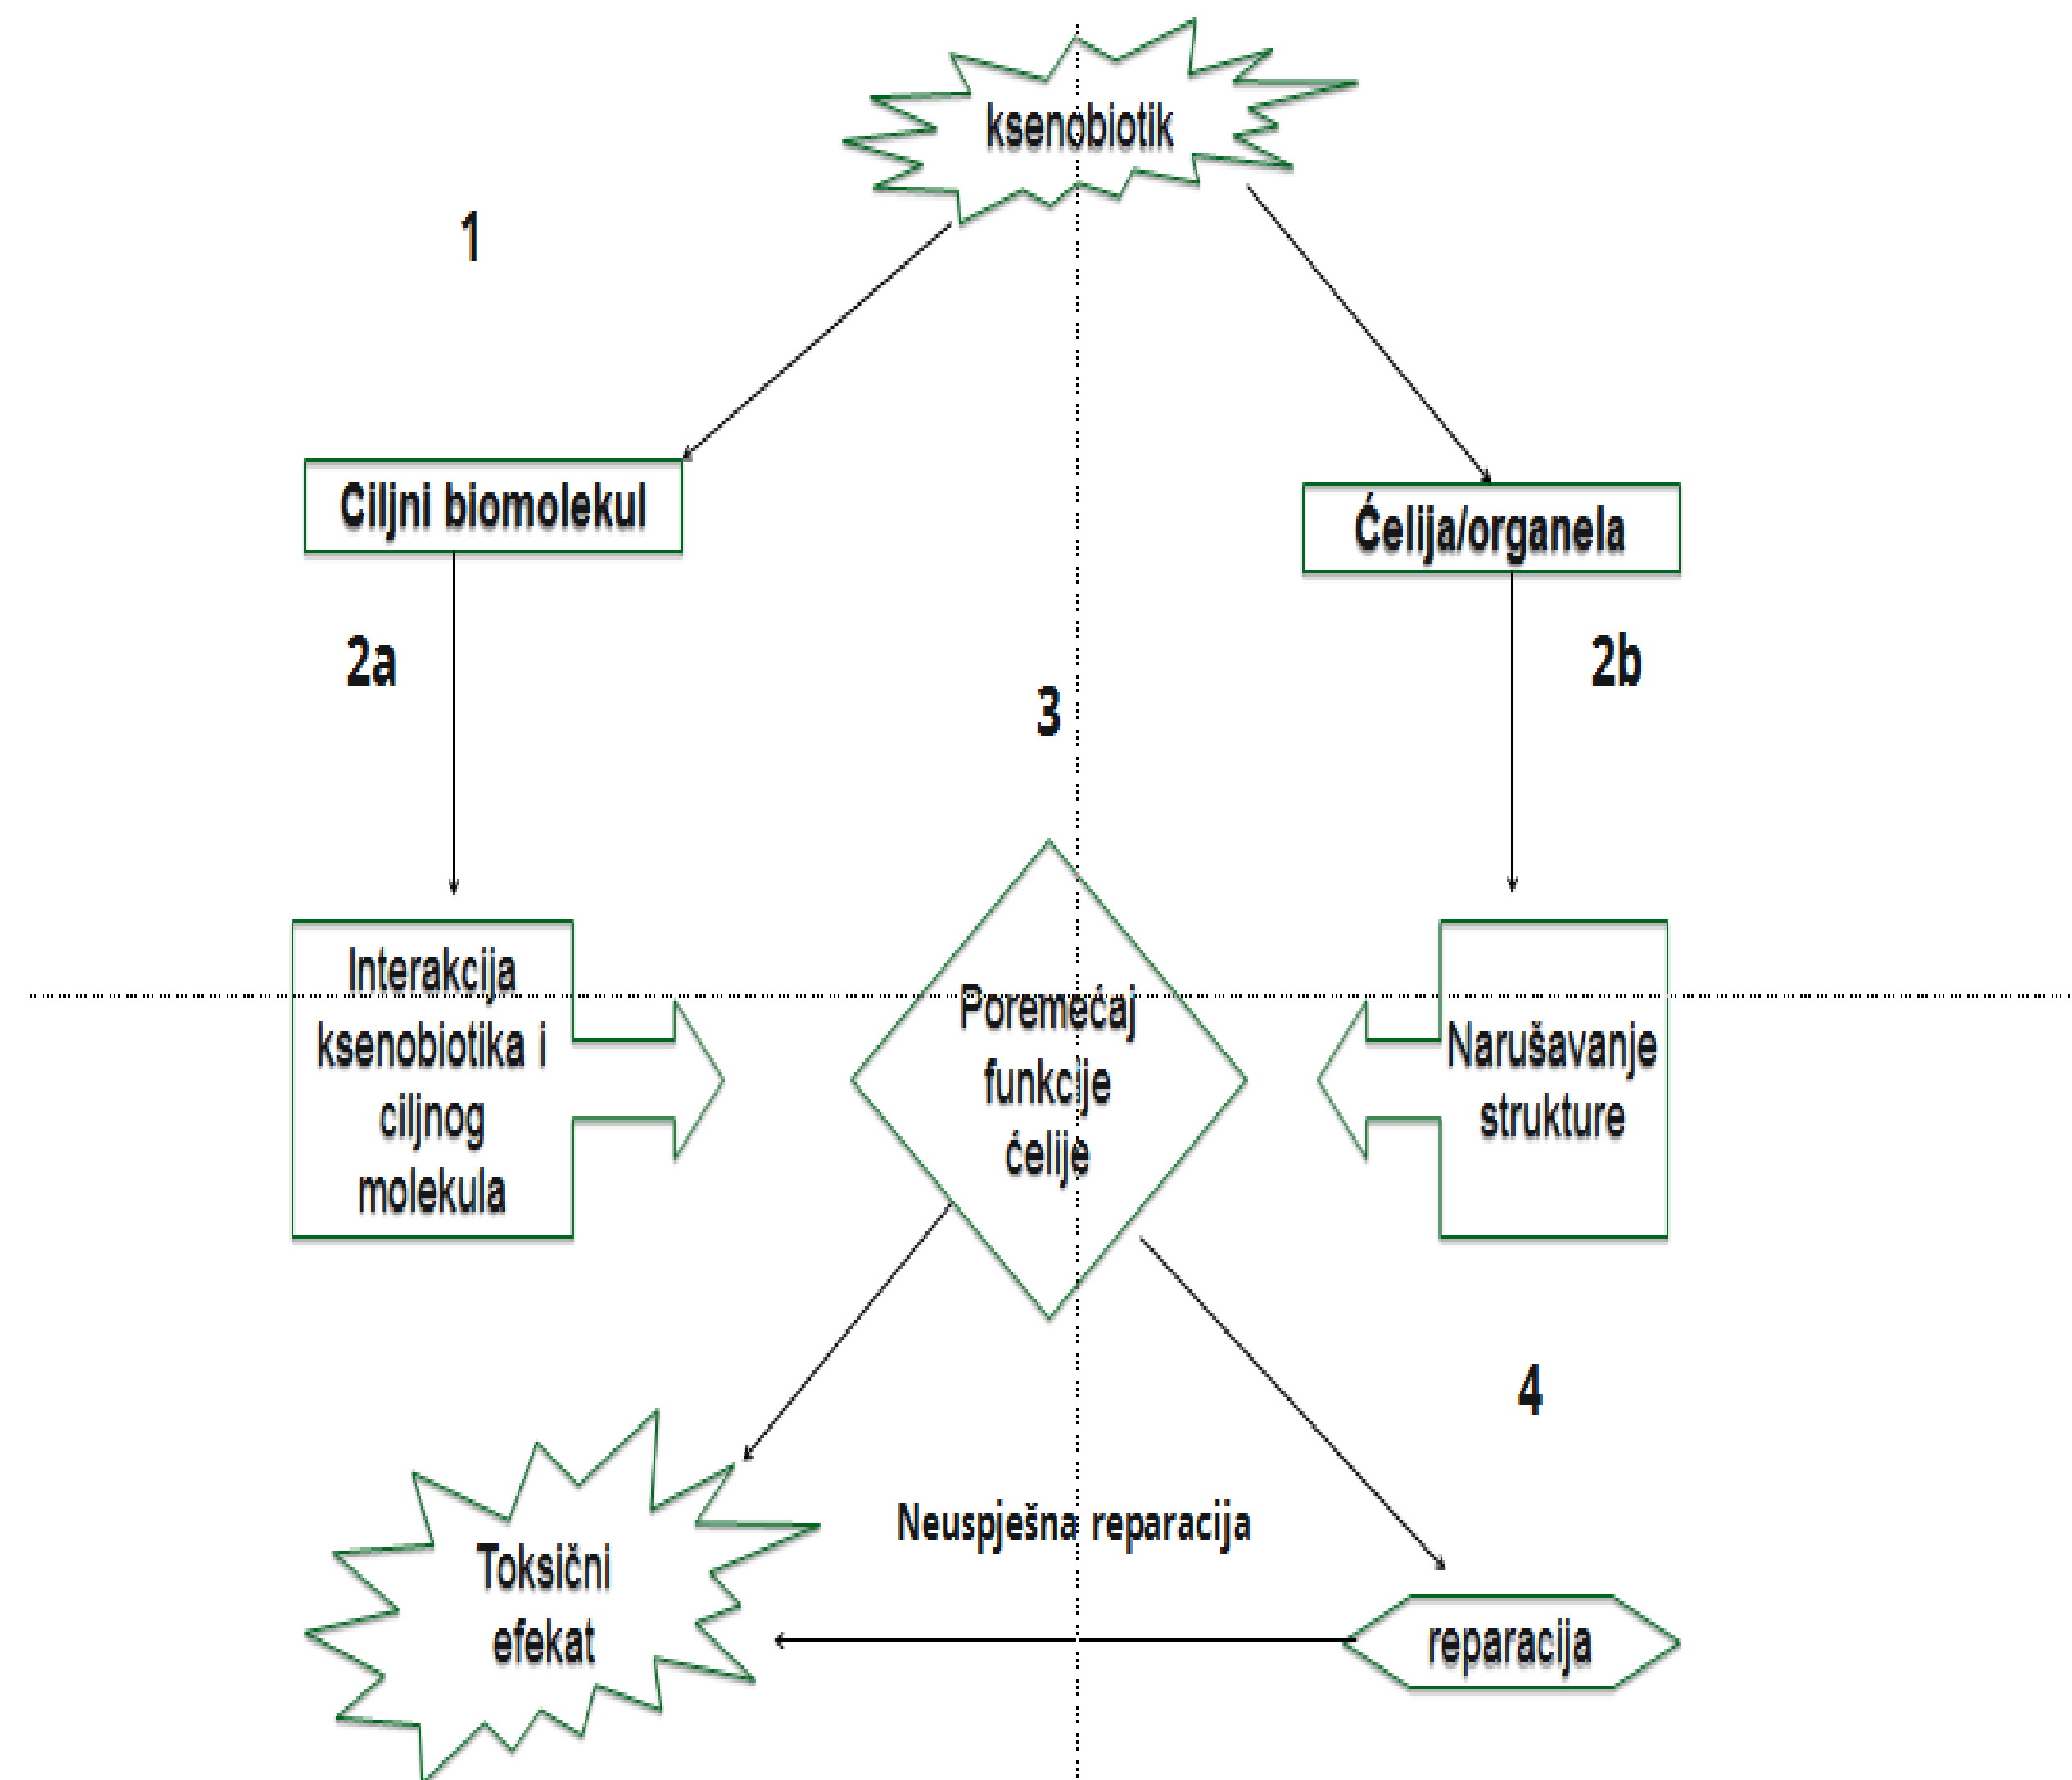 ksenobiotik
1
Ciljni biomolekul
Ćelija/organela
2a
2b
3
Interakcija
ksenobiotika i
ciljnog
molekula
Poremećaj
funkcije
ćelije
Narušavanje
strukture
4
Neuspješna reparacija
Toksični
efekat
reparacija